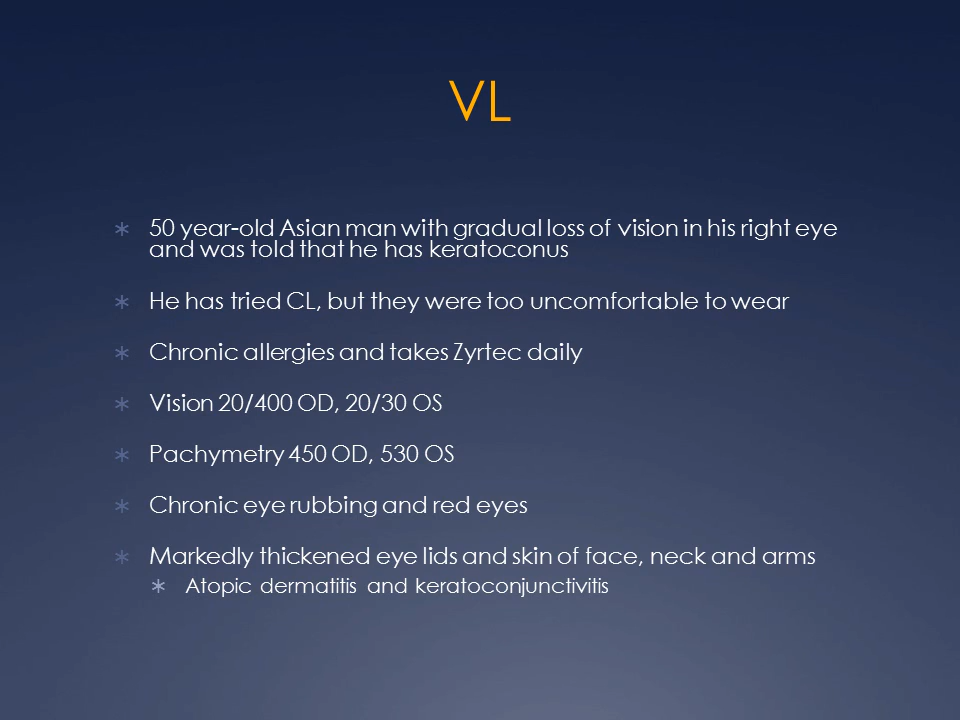 VL
50 year-old Asian man with gradual loss of vision in his right eye
and was told that he has keratoconus
He has tried CL, but they were too uncomfortable to wear
Chronic allergies and takes Zyrtec daily
Vision 20/400 OD, 20/30 OS
Pachymetry 450 OD, 530 OS
Chronic eye rubbing and red eyes
Markedly thickened eye lids and skin of face, neck and arms
Atopic dermatitis and keratoconjunctivitis